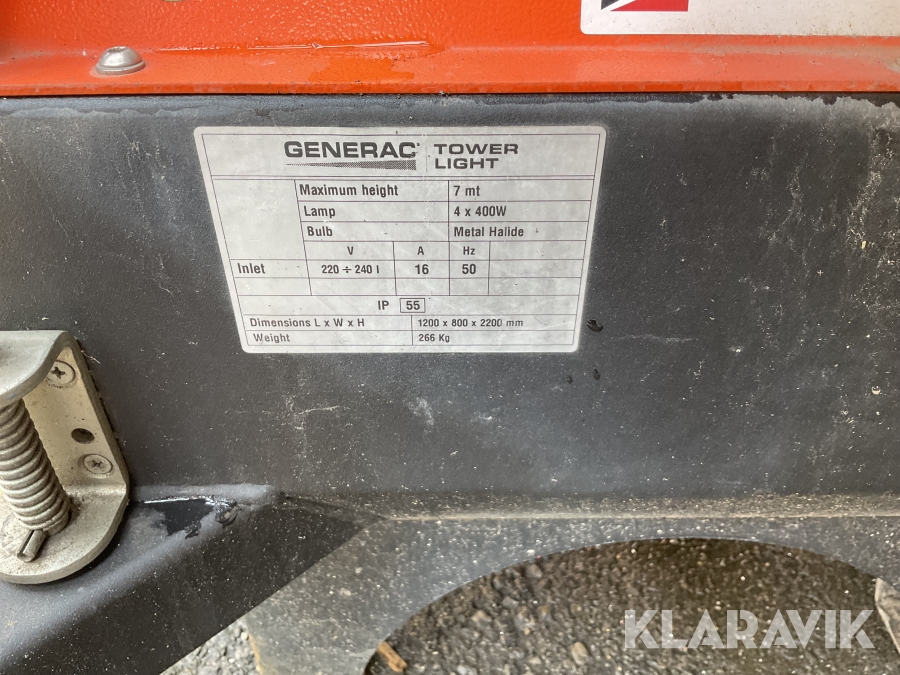 GENERAC® TOWER LIGHT
Maximum height 7 mt
Lamp 4 x 400W
Bulb Metal Halide
V A Hz
Inlet 220 ÷ 240 I 16 50
IP 55
Dimensions L x W x H 1200 x 800 x 2200 mm
Weight 266 Kg
KLARAVIK